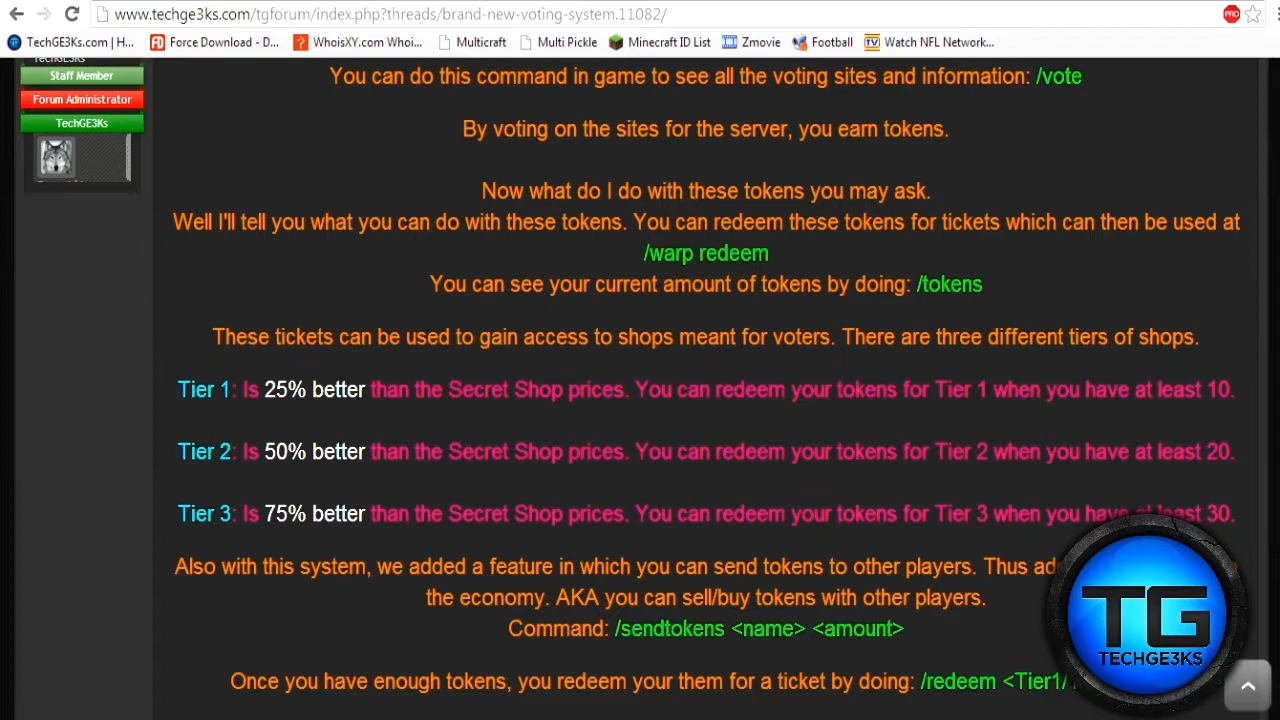 www.techge3ks.com/tgforum/index.php?threads/brand-new-voting-system.11082/
PRO
TechGE3Ks.com | H...
Force Download - D...
WhoisXY.com Whoi...
Multicraft
Multi Pickle
Minecraft ID List
Zmovie
Football
Watch NFL Network...
TechGE3Ks
Staff Member
Forum Administrator
TechGE3Ks
You can do this command in game to see all the voting sites and information: /vote
By voting on the sites for the server, you earn tokens.
Now what do I do with these tokens you may ask.
Well I'll tell you what you can do with these tokens. You can redeem these tokens for tickets which can then be used at
/warp redeem
You can see your current amount of tokens by doing: /tokens
These tickets can be used to gain access to shops meant for voters. There are three different tiers of shops.
Tier 1: Is 25% better than the Secret Shop prices. You can redeem your tokens for Tier 1 when you have at least 10.
Tier 2: Is 50% better than the Secret Shop prices. You can redeem your tokens for Tier 2 when you have at least 20.
Tier 3: Is 75% better than the Secret Shop prices. You can redeem your tokens for Tier 3 when you have at least 30.
Also with this system, we added a feature in which you can send tokens to other players. Thus
the economy. AKA you can sell/buy tokens with other players.
Command: /sendtokens <name> <amount>
Once you have enough tokens, you redeem your them for a ticket by doing: /redeem <Tier1/
TG
TECHGE3KS